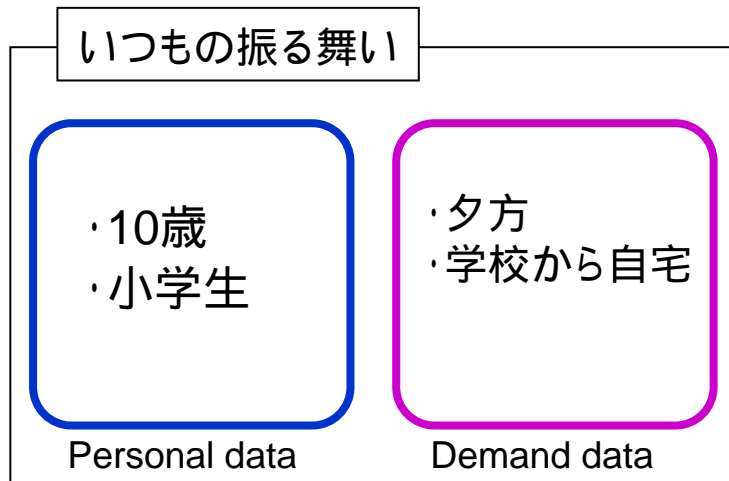 いつもの振る舞い
・10歳
・小学生
・夕方
・学校から自宅
Personal data
Demand data